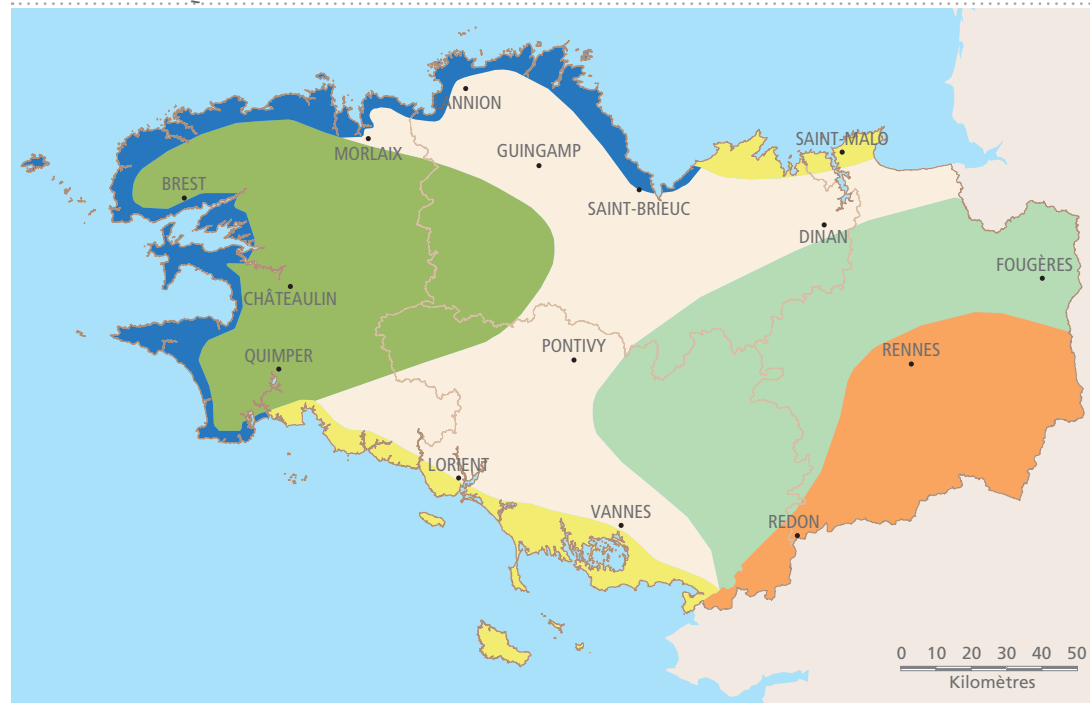 LANNION
SAINT-MALO
MORLAIX
GUINGAMP
BREST
SAINT-BRIEUC
DINAN
FOUGÈRES
CHÂTEAULIN
PONTIVY
RENNES
QUIMPER
LORIENT
VANNES
REDON
0 10 20 30 40 50
Kilomètres